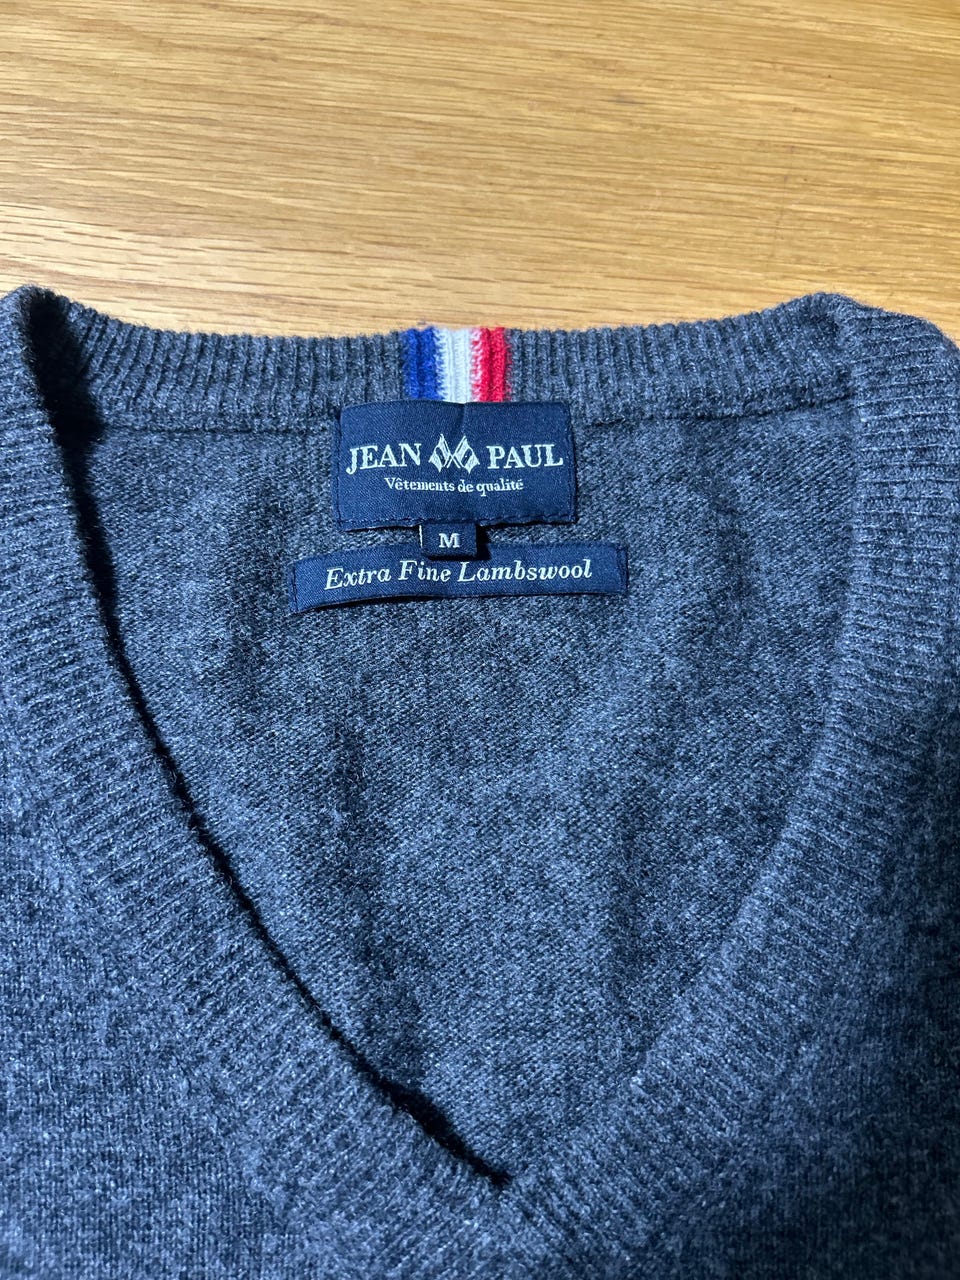 JEAN PAUL
Vêtements de qualité
M
Extra Fine Lambswool